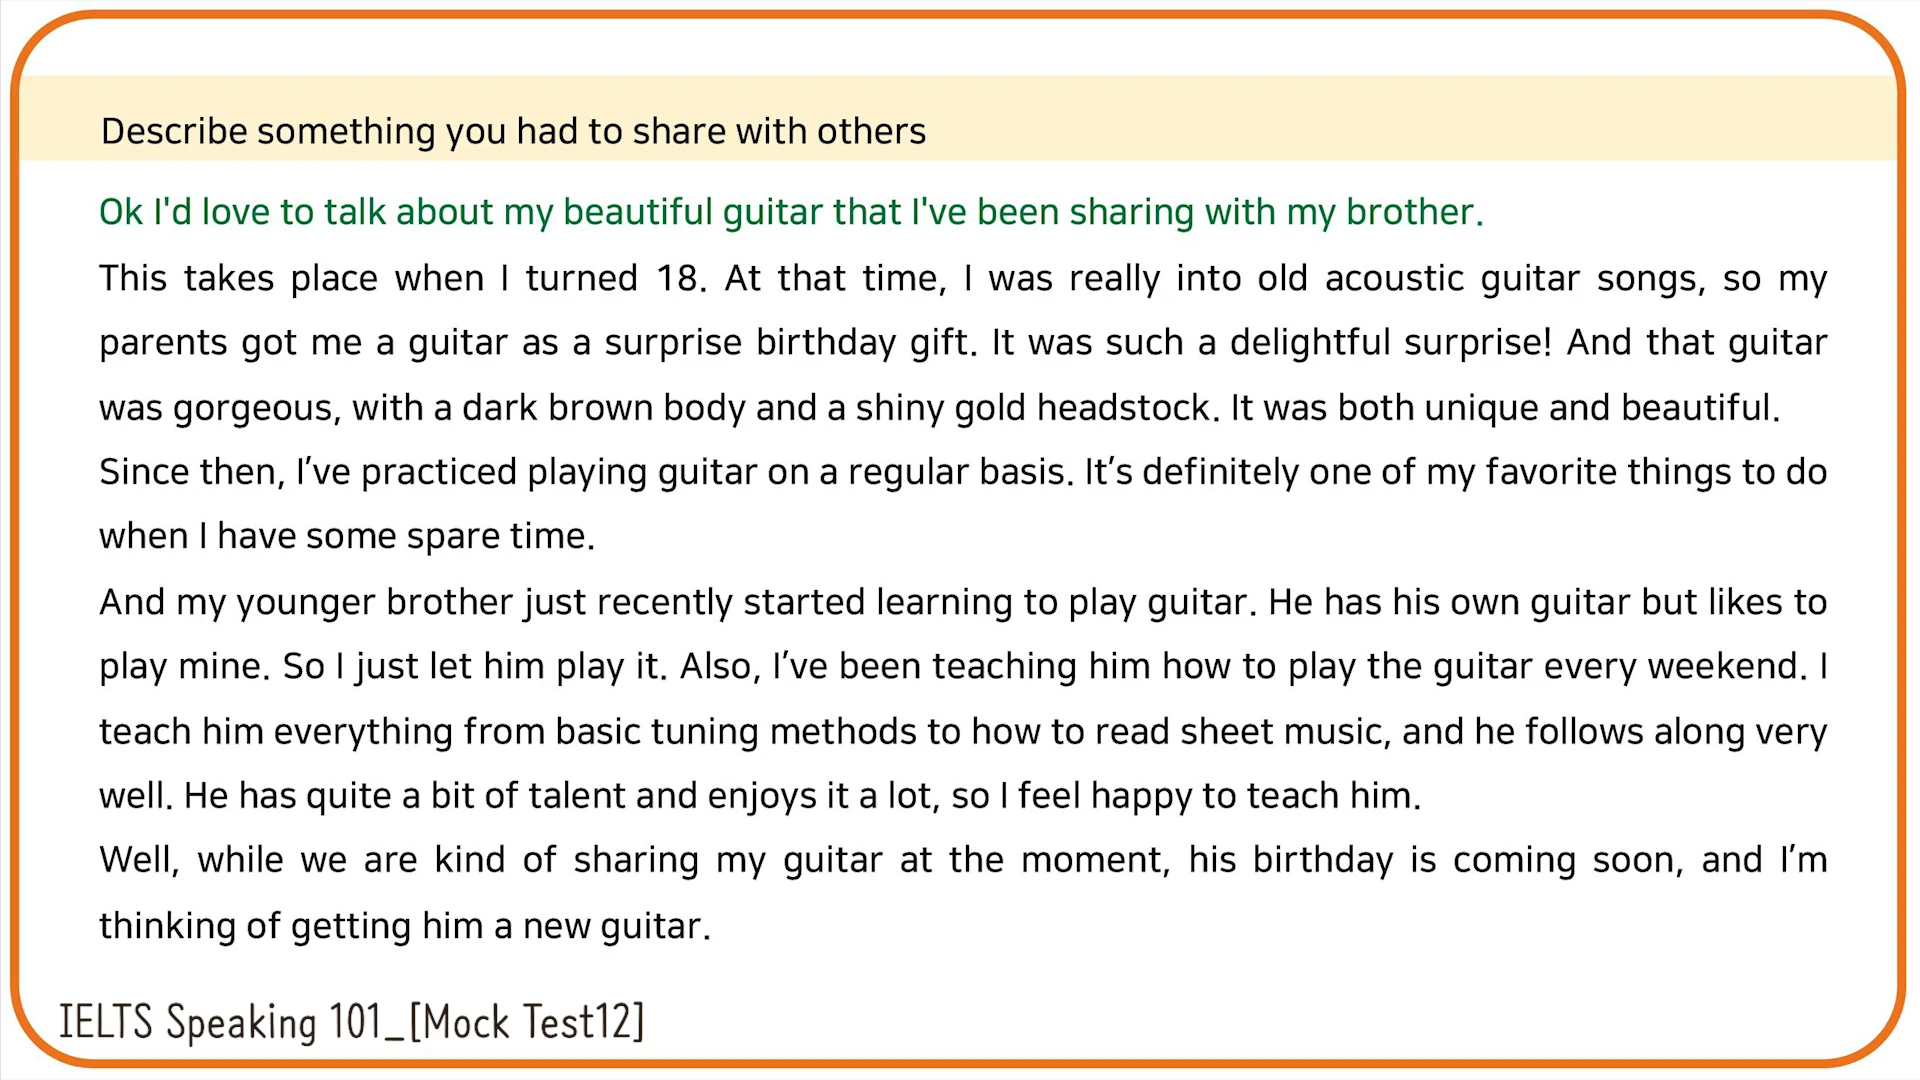 Describe something you had to share with others
Ok I'd love to talk about my beautiful guitar that I've been sharing with my brother.
This takes place when I turned 18. At that time, I was really into old acoustic guitar songs, so my
parents got me a guitar as a surprise birthday gift. It was such a delightful surprise! And that guitar
was gorgeous, with a dark brown body and a shiny gold headstock. It was both unique and beautiful.
Since then, I’ve practiced playing guitar on a regular basis. It’s definitely one of my favorite things to do
when I have some spare time.
And my younger brother just recently started learning to play guitar. He has his own guitar but likes to
play mine. So I just let him play it. Also, I’ve been teaching him how to play the guitar every weekend. I
teach him everything from basic tuning methods to how to read sheet music, and he follows along very
well. He has quite a bit of talent and enjoys it a lot, so I feel happy to teach him.
Well, while we are kind of sharing my guitar at the moment, his birthday is coming soon, and I’m
thinking of getting him a new guitar.
IELTS Speaking 101_[Mock Test12]